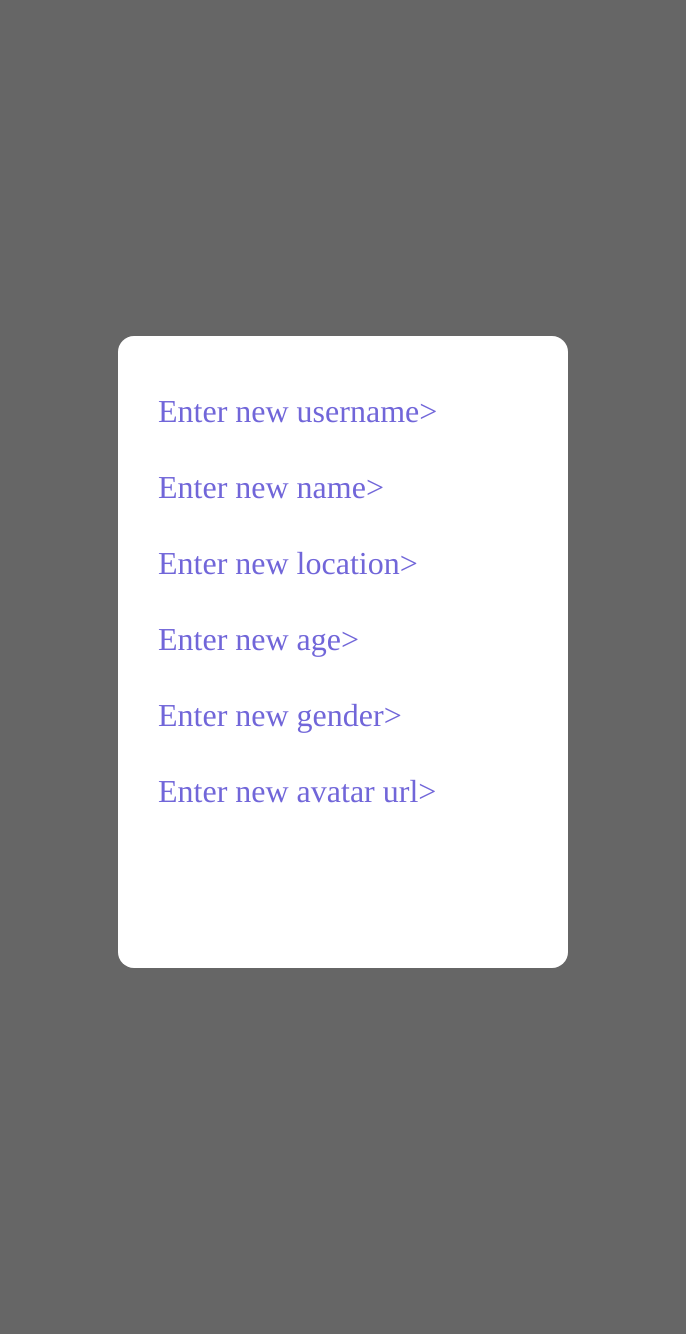 Enter new username>
Enter new name>
Enter new location>
Enter new age>
Enter new gender>
Enter new avatar url>